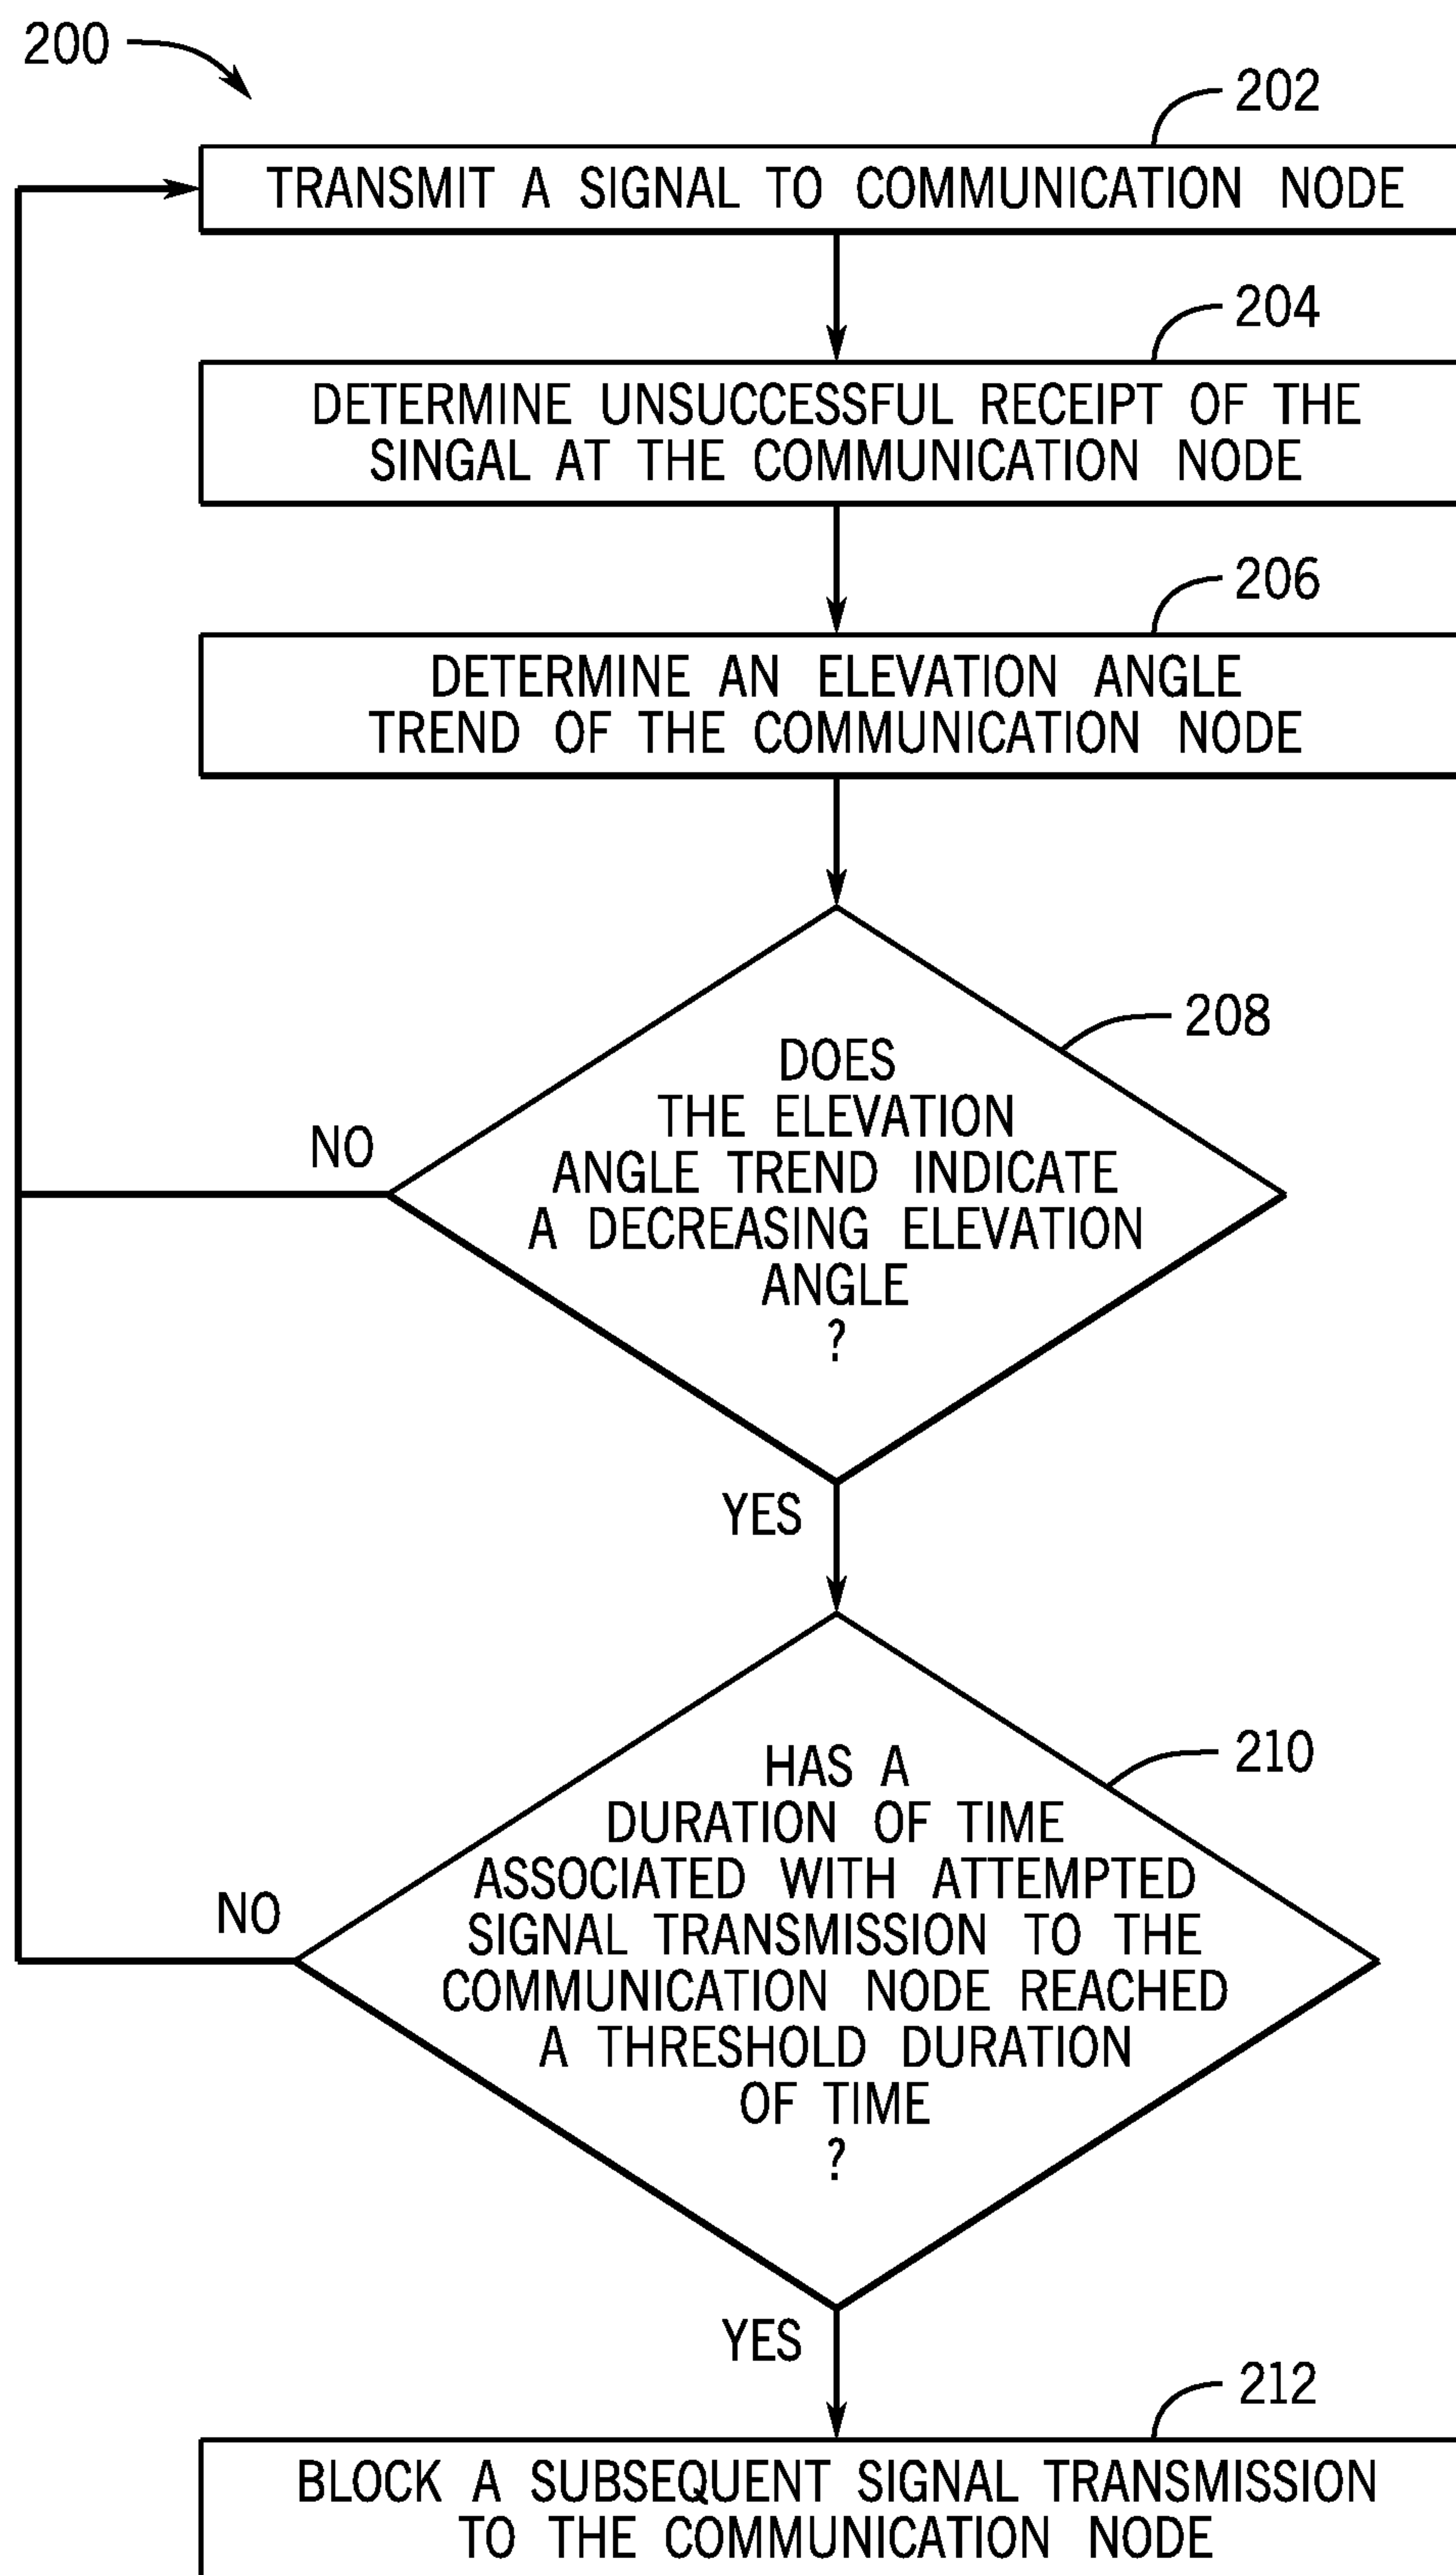 200
202
TRANSMIT A SIGNAL TO COMMUNICATION NODE
204
DETERMINE UNSUCCESSFUL RECEIPT OF THE
SINGAL AT THE COMMUNICATION NODE
206
DETERMINE AN ELEVATION ANGLE
TREND OF THE COMMUNICATION NODE
208
DOES
THE ELEVATION
ANGLE TREND INDICATE
A DECREASING ELEVATION
ANGLE
?
NO
YES
210
HAS A
DURATION OF TIME
ASSOCIATED WITH ATTEMPTED
SIGNAL TRANSMISSION TO THE
COMMUNICATION NODE REACHED
A THRESHOLD DURATION
OF TIME
?
NO
YES
212
BLOCK A SUBSEQUENT SIGNAL TRANSMISSION
TO THE COMMUNICATION NODE